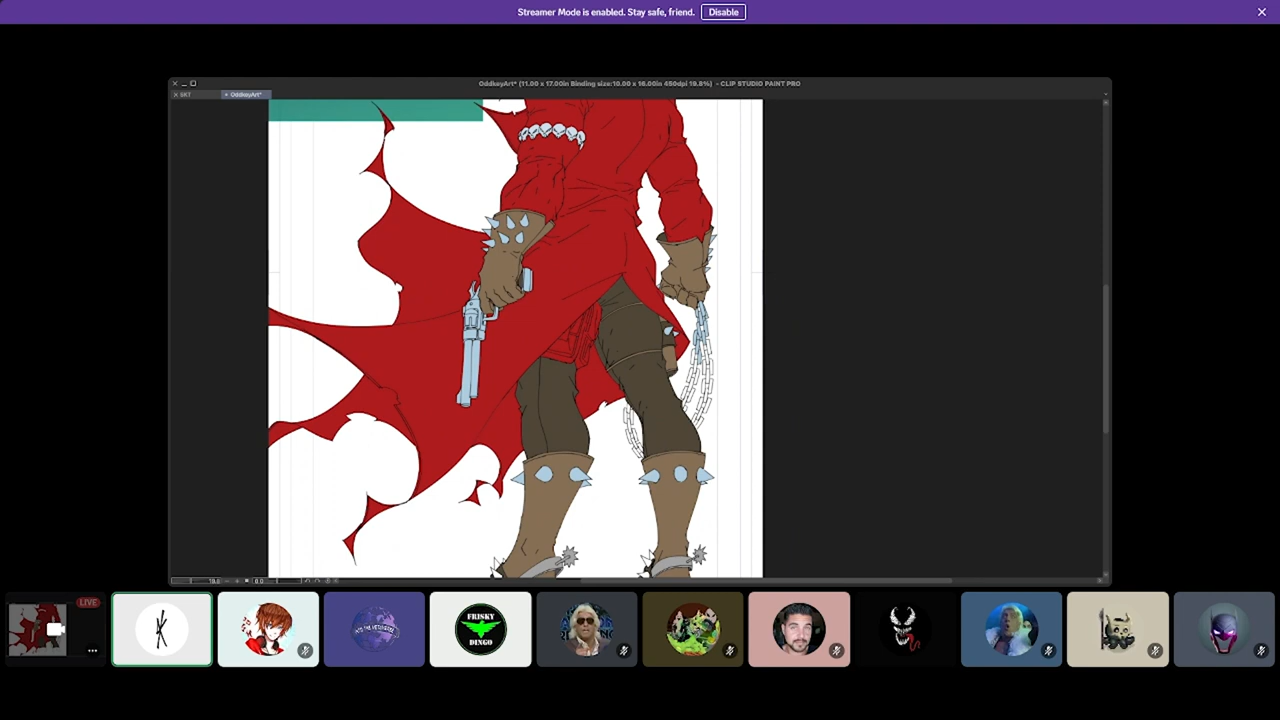 Streamer Mode is enabled. Stay safe, friend. Disable
OddkeyArt* (11.00 x 17.00in Binding size:10.00 x 16.00in 450dpi 19.8%) - CLIP STUDIO PAINT PRO
OddkeyArt*
LIVE
FRISKY
DINGO